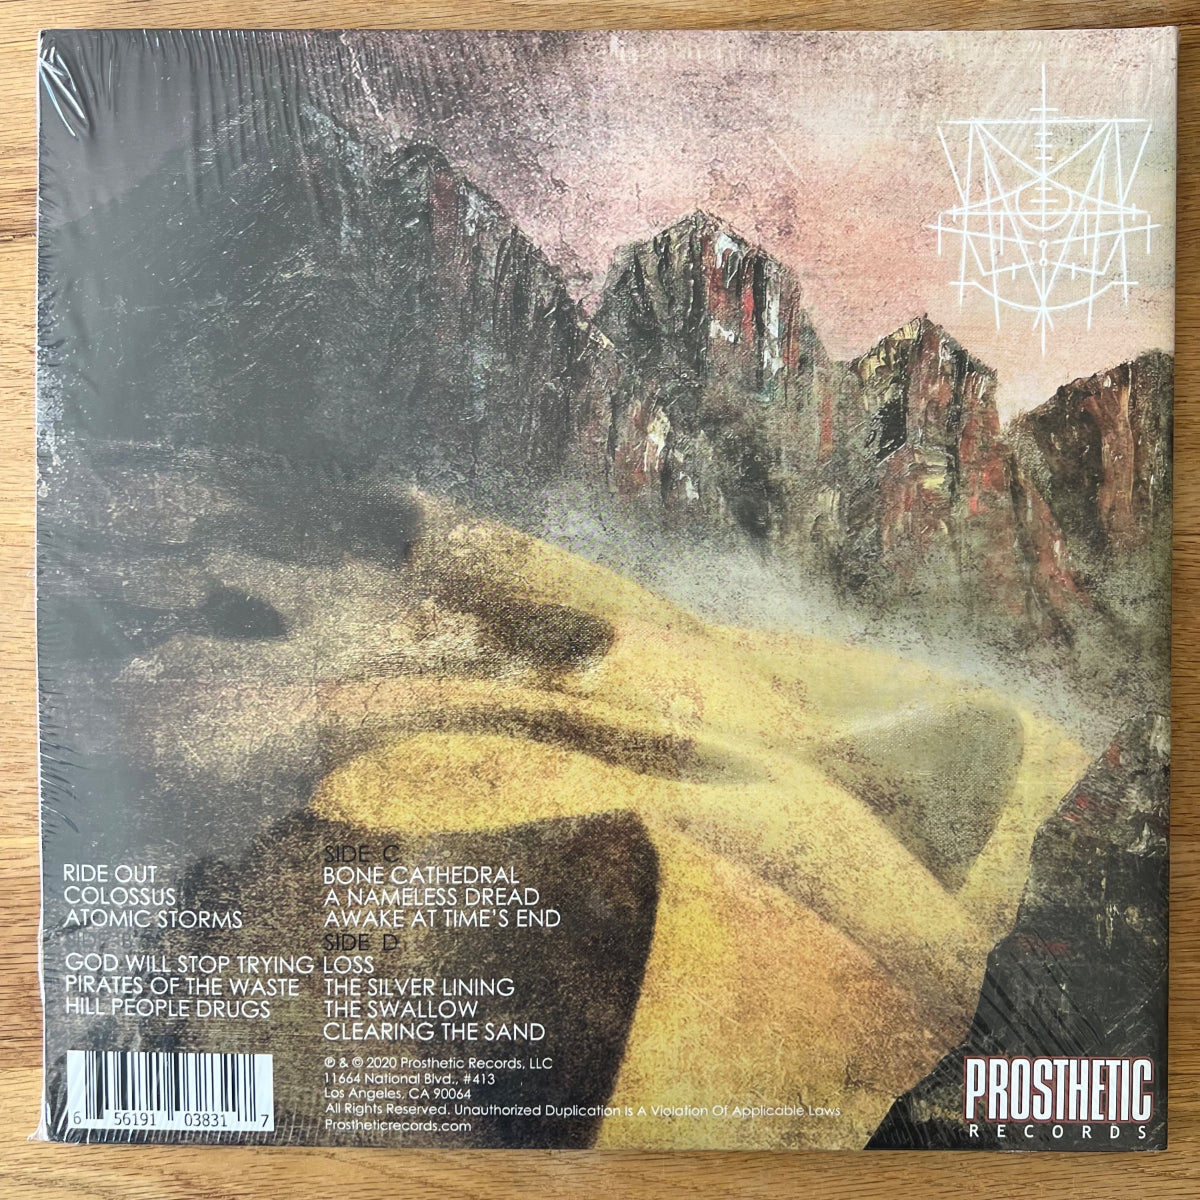 RIDE OUT
COLOSSUS
ATOMIC STORMS
SIDE B
GOD WILL STOP TRYING
PIRATES OF THE WASTE
HILL PEOPLE DRUGS
SIDE C
BONE CATHEDRAL
A NAMELESS DREAD
AWAKE AT TIME'S END
SIDE D
LOSS
THE SILVER LINING
THE SWALLOW
CLEARING THE SAND
6 56191 03831 7
℗ & © 2020 Prosthetic Records, LLC
11664 National Blvd., #413
Los Angeles, CA 90064
All Rights Reserved. Unauthorized Duplication Is A Violation Of Applicable Laws
Prostheticrecords.com
PROSTHETIC
RECORDS